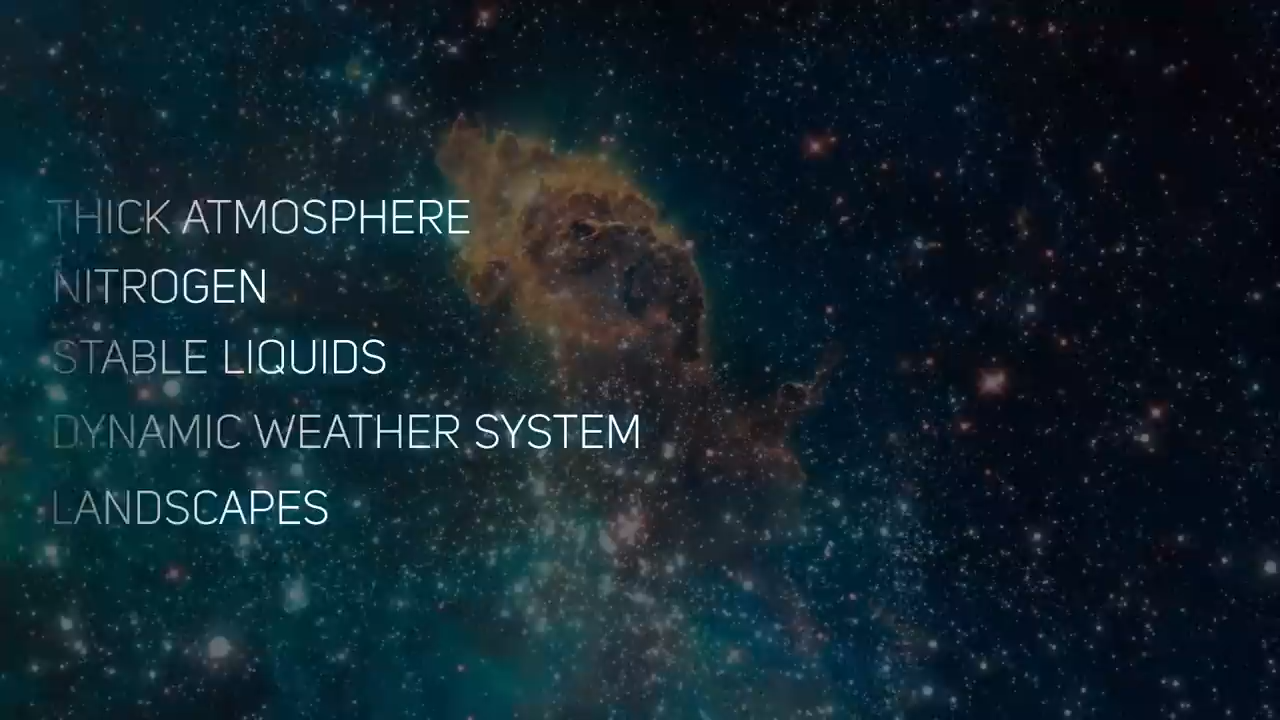 THICK ATMOSPHERE
NITROGEN
STABLE LIQUIDS
DYNAMIC WEATHER SYSTEM
LANDSCAPES